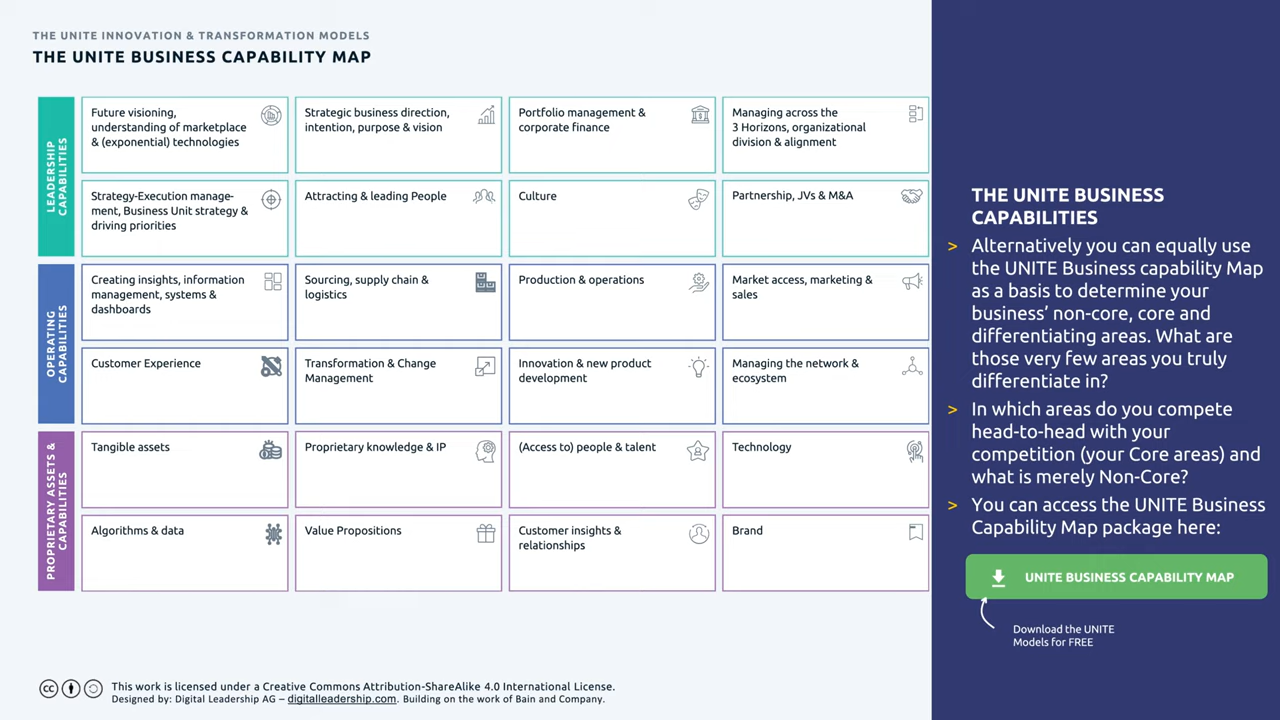 THE UNITE INNOVATION & TRANSFORMATION MODELS
THE UNITE BUSINESS CAPABILITY MAP
LEADERSHIP
CAPABILITIES
Future visioning,
understanding of marketplace
& (exponential) technologies
Strategic business direction,
intention, purpose & vision
Portfolio management &
corporate finance
Managing across the
3 Horizons, organizational
division & alignment
Strategy-Execution manage-
ment, Business Unit strategy &
driving priorities
Attracting & leading People
Culture
Partnership, JVs & M&A
OPERATING
CAPABILITIES
Creating insights, information
management, systems &
dashboards
Sourcing, supply chain &
logistics
Production & operations
Market access, marketing &
sales
Customer Experience
Transformation & Change
Management
Innovation & new product
development
Managing the network &
ecosystem
PROPRIETARY ASSETS &
CAPABILITIES
Tangible assets
Proprietary knowledge & IP
(Access to) people & talent
Technology
Algorithms & data
Value Propositions
Customer insights &
relationships
Brand
THE UNITE BUSINESS
CAPABILITIES
> Alternatively you can equally use
the UNITE Business capability Map
as a basis to determine your
business’ non-core, core and
differentiating areas. What are
those very few areas you truly
differentiate in?
> In which areas do you compete
head-to-head with your
competition (your Core areas) and
what is merely Non-Core?
> You can access the UNITE Business
Capability Map package here:
UNITE BUSINESS CAPABILITY MAP
Download the UNITE
Models for FREE
cc
This work is licensed under a Creative Commons Attribution-ShareAlike 4.0 International License.
Designed by: Digital Leadership AG – digitalleadership.com. Building on the work of Bain and Company.